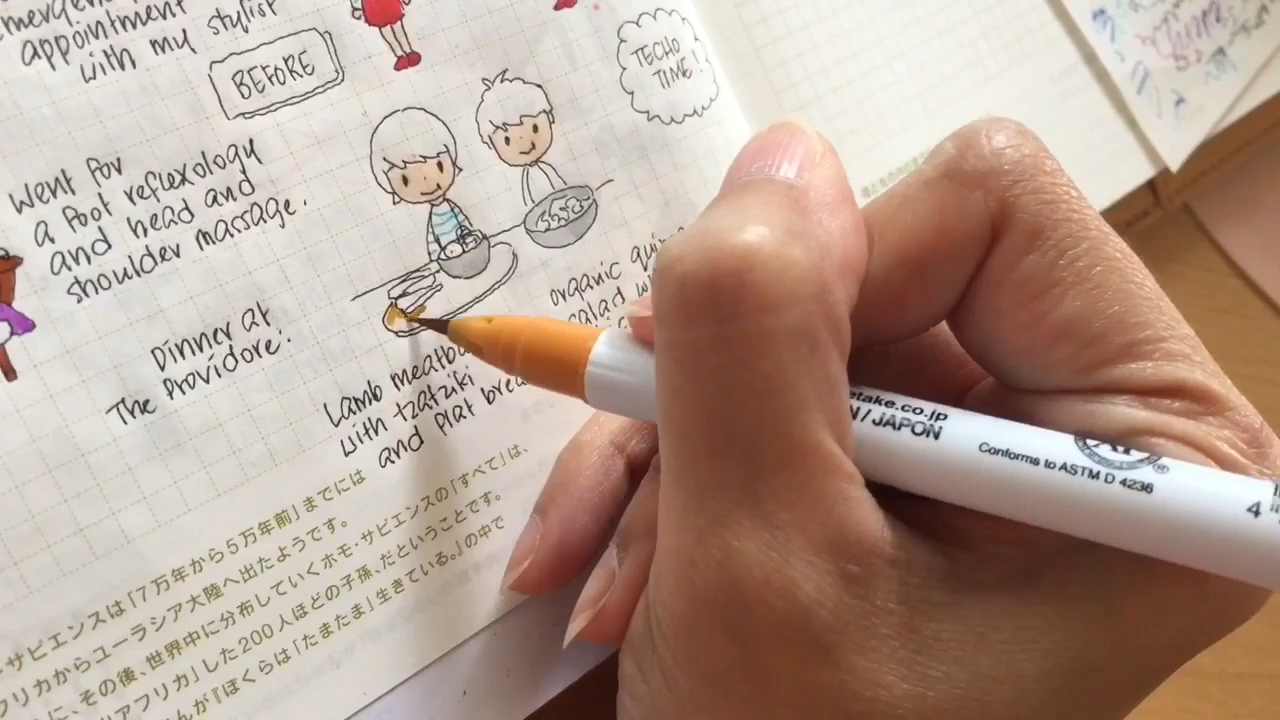 appointment
with my stylist
BEFORE
TECHO
TIME!
Went for
a foot reflexology
and head and
shoulder massage.
Dinner at
The Providore!
organic
salad
Lamb
with tzatziki
and flat
サピエンスは「7万年から5万年前」までには
フリカからユーラシア大陸へ出たようです。
に、その後、世界中に分布していくホモ・サピエンスの「すべて」は、
アフリカ」した200人ほどの子孫、だということです。
んが『ほくらは「たまたま」生きている。』の中で
etake.co.jp
N / JAPON
Conforms to ASTM D 4236
4